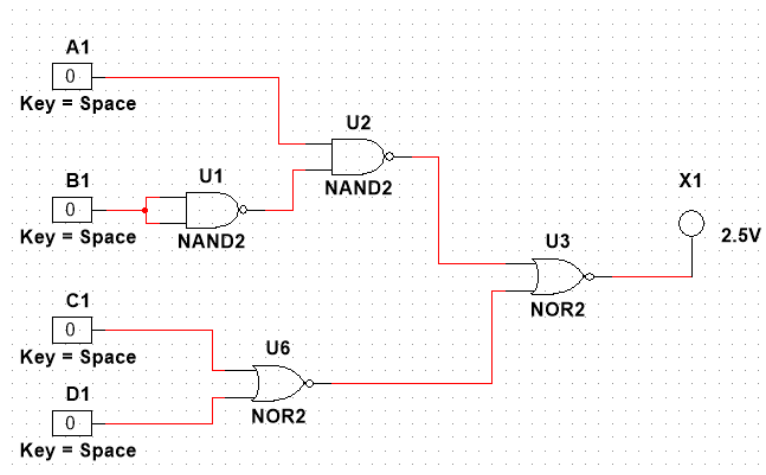 A1
0
Key = Space
U2
NAND2
B1
0
Key = Space
U1
NAND2
X1
2.5V
U3
NOR2
C1
0
Key = Space
U6
NOR2
D1
0
Key = Space